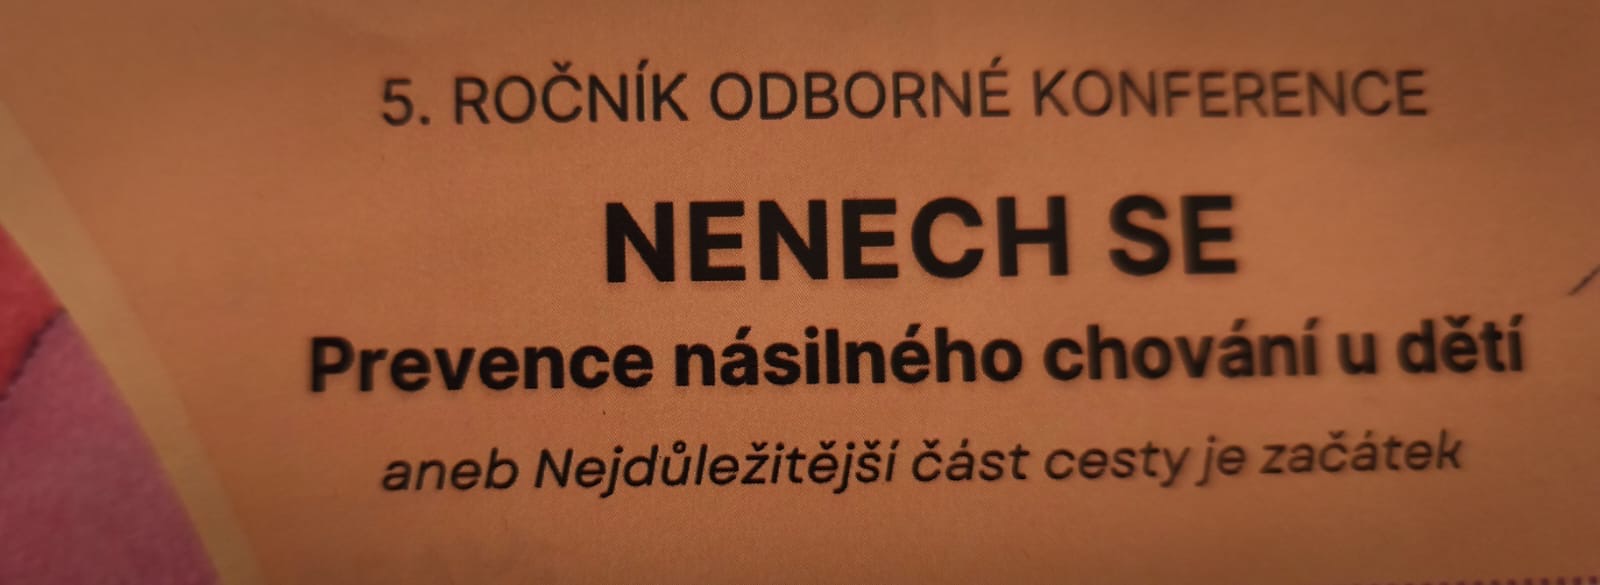 5. ROČNÍK ODBORNÉ KONFERENCE
NENECH SE
Prevence násilného chování u dětí
aneb Nejdůležitější část cesty je začátek